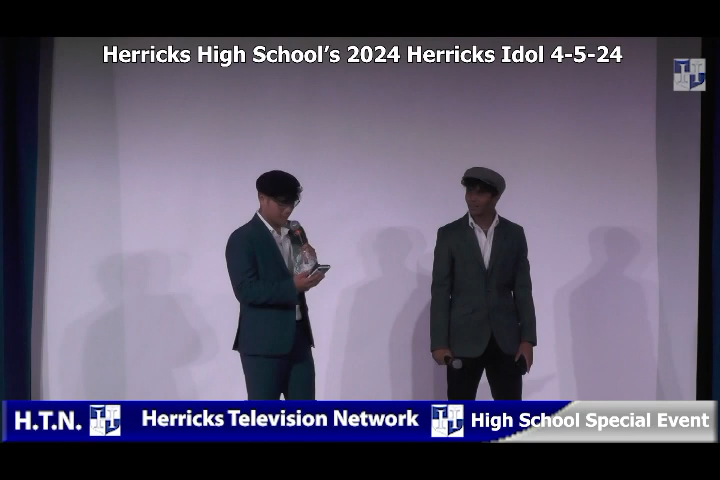 Herricks High School's 2024 Herricks Idol 4-5-24
H.T.N. Herricks Television Network High School Special Event